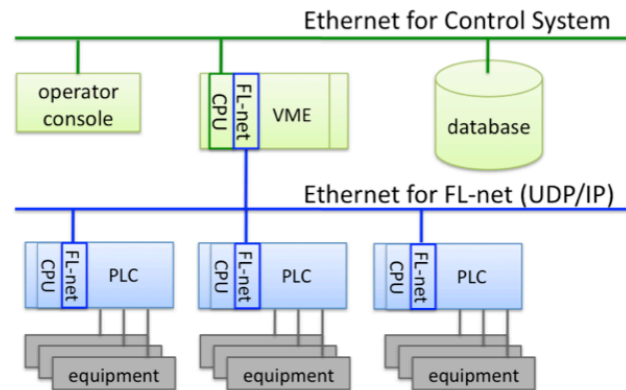 Ethernet for Control System
operator
console
CPU
FL-net
VME
database
Ethernet for FL-net (UDP/IP)
CPU
FL-net
PLC
CPU
FL-net
PLC
CPU
FL-net
PLC
equipment
equipment
equipment